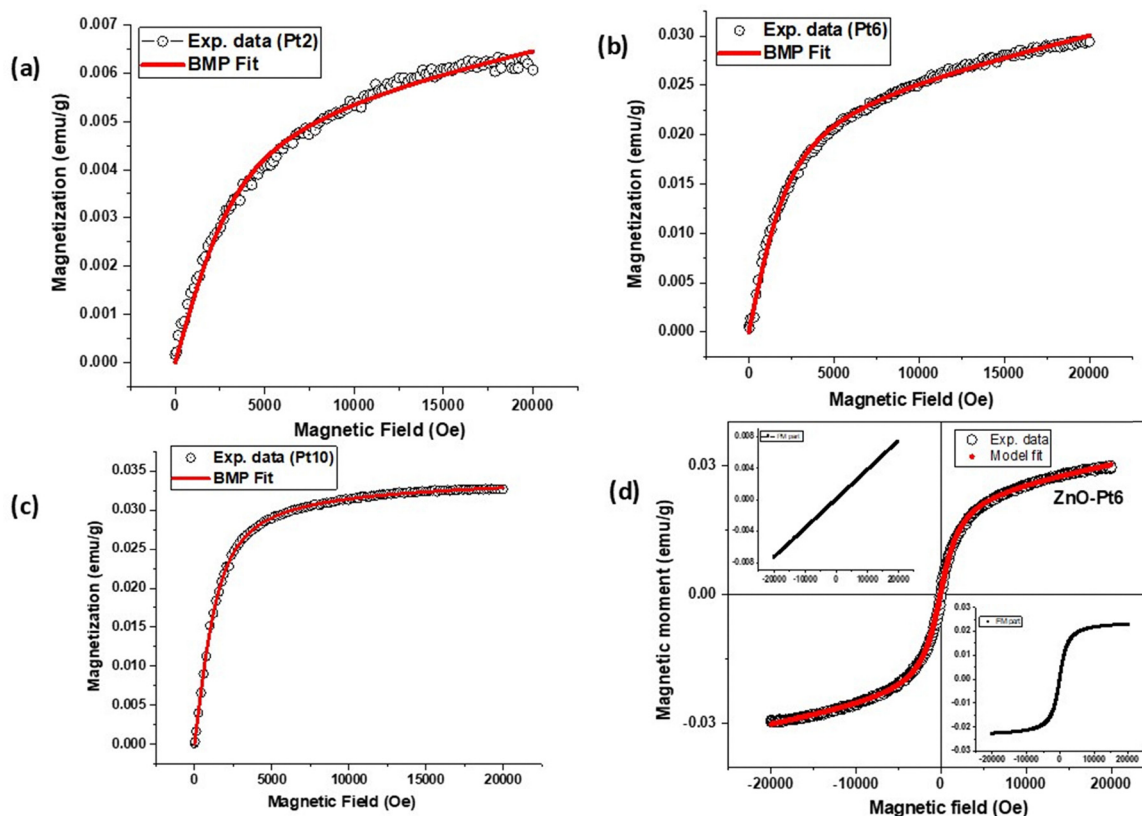 (a)
Exp. data (Pt2)
BMP Fit
0.007
0.006
0.005
0.004
0.003
0.002
0.001
0.000
Magnetization (emu/g)
0
5000
10000
15000
20000
Magnetic Field (Oe)
(b)
Exp. data (Pt6)
BMP Fit
0.030
0.025
0.020
0.015
0.010
0.005
0.000
Magnetization (emu/g)
0
5000
10000
15000
20000
Magnetic Field (Oe)
(c)
Exp. data (Pt10)
BMP Fit
0.035
0.030
0.025
0.020
0.015
0.010
0.005
0.000
Magnetization (emu/g)
0
5000
10000
15000
20000
Magnetic Field (Oe)
(d)
Exp. data
Model fit
ZnO-Pt6
0.03
0.00
-0.03
Magnetic moment (emu/g)
-20000
-10000
0
10000
20000
Magnetic field (Oe)
PM part
0.008
0.004
0.000
-0.004
-0.008
-20000
-10000
0
10000
20000
FM part
0.03
0.02
0.01
0.00
-0.01
-0.02
-0.03
-20000
-10000
0
10000
20000